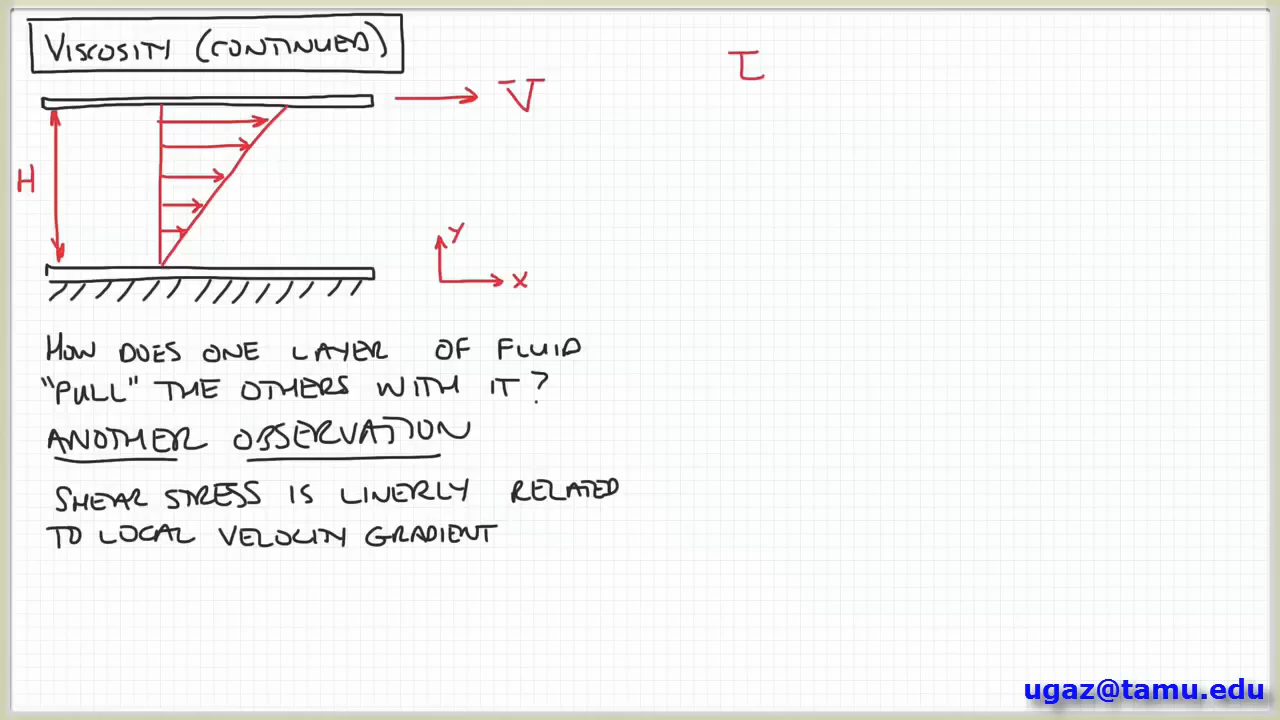 VISCOSITY (CONTINUED)
τ
V
H
y
x
HOW DOES ONE LAYER OF FLUID
"PULL" THE OTHERS WITH IT?
ANOTHER OBSERVATION
SHEAR STRESS IS LINERLY RELATED
TO LOCAL VELOCITY GRADIENT
ugaz@tamu.edu